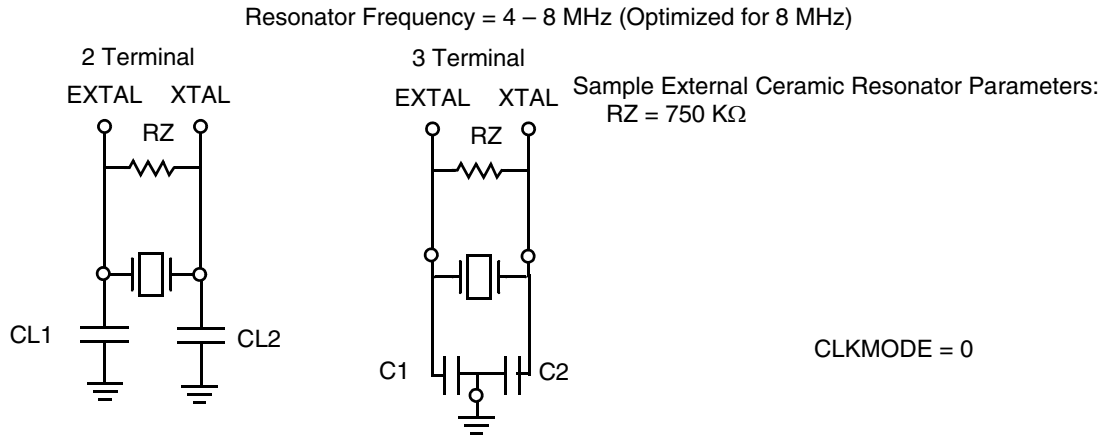 Resonator Frequency = 4 – 8 MHz (Optimized for 8 MHz)
2 Terminal
EXTAL XTAL
RZ
CL1
CL2
3 Terminal
EXTAL XTAL
RZ
C1
C2
Sample External Ceramic Resonator Parameters:
RZ = 750 KΩ
CLKMODE = 0